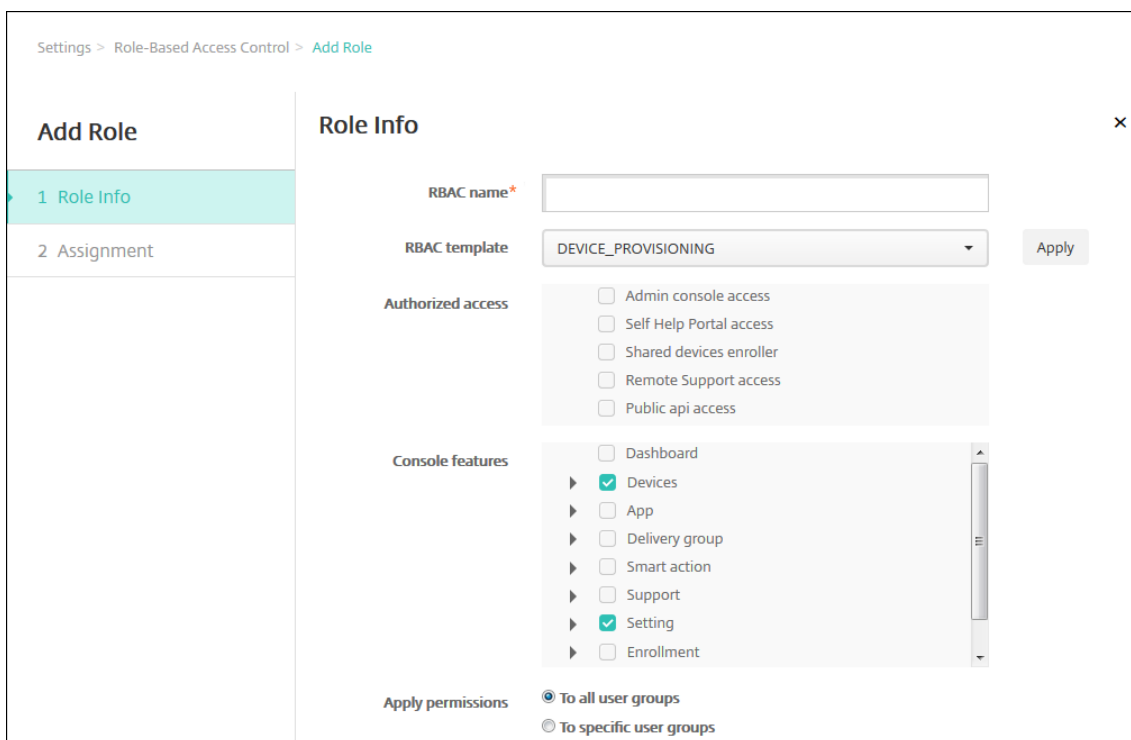 Settings > Role-Based Access Control > Add Role
Add Role
1 Role Info
2 Assignment
Role Info
×
RBAC name*
RBAC template
DEVICE_PROVISIONING
Apply
Authorized access
Admin console access
Self Help Portal access
Shared devices enroller
Remote Support access
Public api access
Console features
Dashboard
Devices
App
Delivery group
Smart action
Support
Setting
Enrollment
Apply permissions
To all user groups
To specific user groups